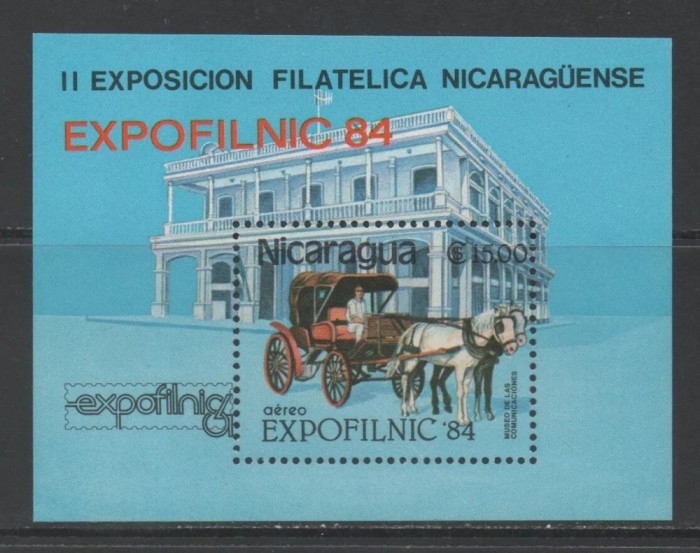 II EXPOSICION FILATELICA NICARAGÜENSE
EXPOFILNIC 84
Nicaragua ₡ 15.00
expofilnic 84
aéreo
EXPOFILNIC '84
MUSEO DE LAS
COMUNICACIONES